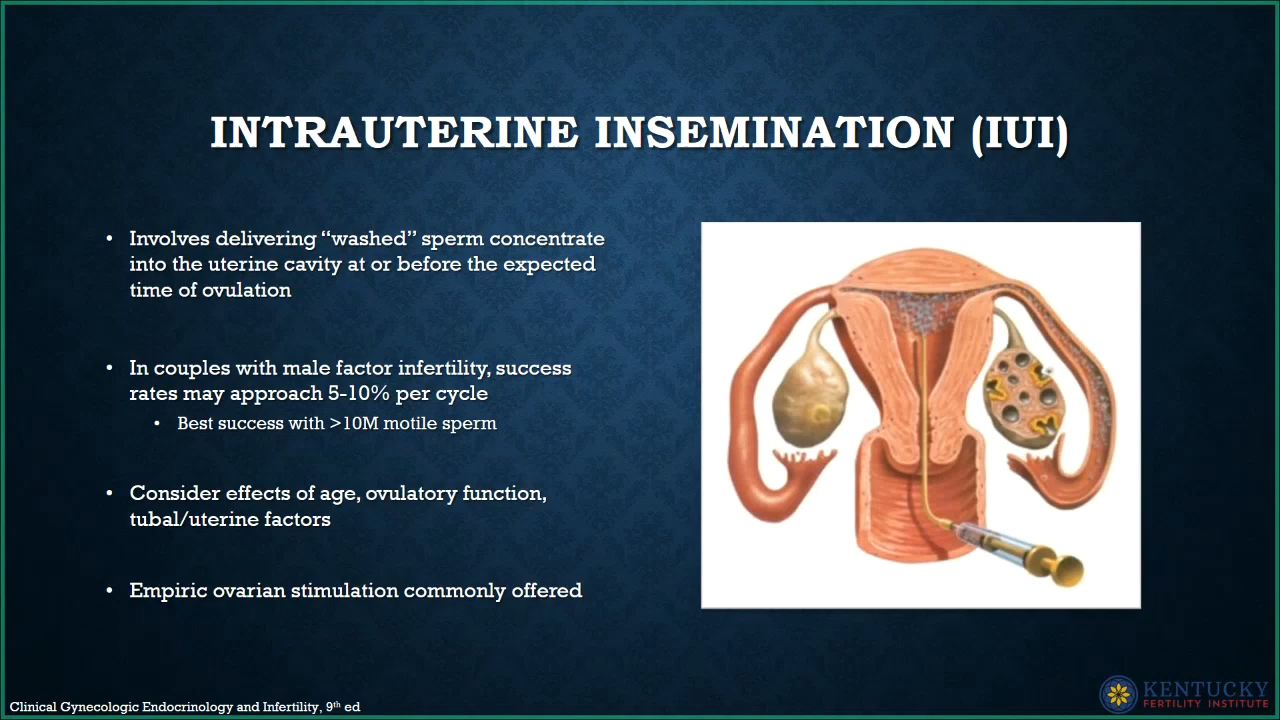 INTRAUTERINE INSEMINATION (IUI)
• Involves delivering “washed” sperm concentrate
into the uterine cavity at or before the expected
time of ovulation
• In couples with male factor infertility, success
rates may approach 5-10% per cycle
• Best success with >10M motile sperm
• Consider effects of age, ovulatory function,
tubal/uterine factors
• Empiric ovarian stimulation commonly offered
Clinical Gynecologic Endocrinology and Infertility, 9th ed
KENTUCKY
FERTILITY INSTITUTE